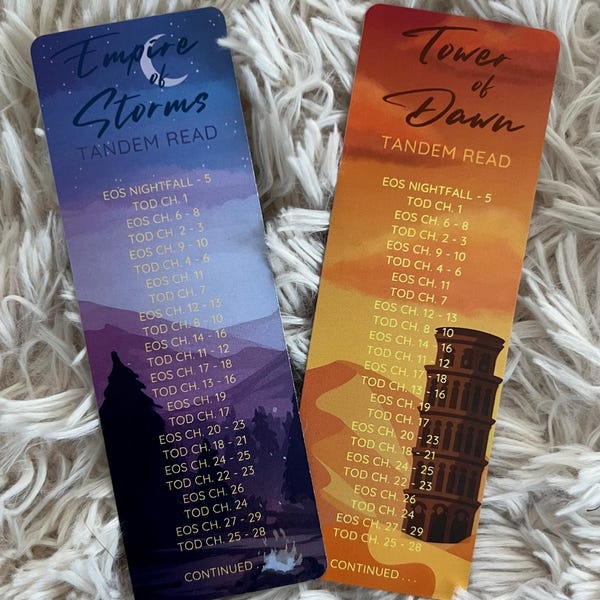 Empire
of
Storms
TANDEM READ
EOS NIGHTFALL - 5
TOD CH. 1
EOS CH. 6 - 8
TOD CH. 2 - 3
EOS CH. 9 - 10
TOD CH. 4 - 6
EOS CH. 11
TOD CH. 7
EOS CH. 12 - 13
TOD CH. 8 - 10
EOS CH. 14 - 16
TOD CH. 11 - 12
EOS CH. 17 - 18
TOD CH. 13 - 16
EOS CH. 19
TOD CH. 17
EOS CH. 20 - 23
TOD CH. 18 - 21
EOS CH. 24 - 25
TOD CH. 22 - 23
EOS CH. 26
TOD CH. 24
EOS CH. 27 - 29
TOD CH. 25 - 28
CONTINUED . . .
Tower
of
Dawn
TANDEM READ
EOS NIGHTFALL - 5
TOD CH. 1
EOS CH. 6 - 8
TOD CH. 2 - 3
EOS CH. 9 - 10
TOD CH. 4 - 6
EOS CH. 11
TOD CH. 7
EOS CH. 12 - 13
TOD CH. 8 - 10
EOS CH. 14 - 16
TOD CH. 11 - 12
EOS CH. 17 - 18
TOD CH. 13 - 16
EOS CH. 19
TOD CH. 17
EOS CH. 20 - 23
TOD CH. 18 - 21
EOS CH. 24 - 25
TOD CH. 22 - 23
EOS CH. 26
TOD CH. 24
EOS CH. 27 - 29
TOD CH. 25 - 28
CONTINUED . . .